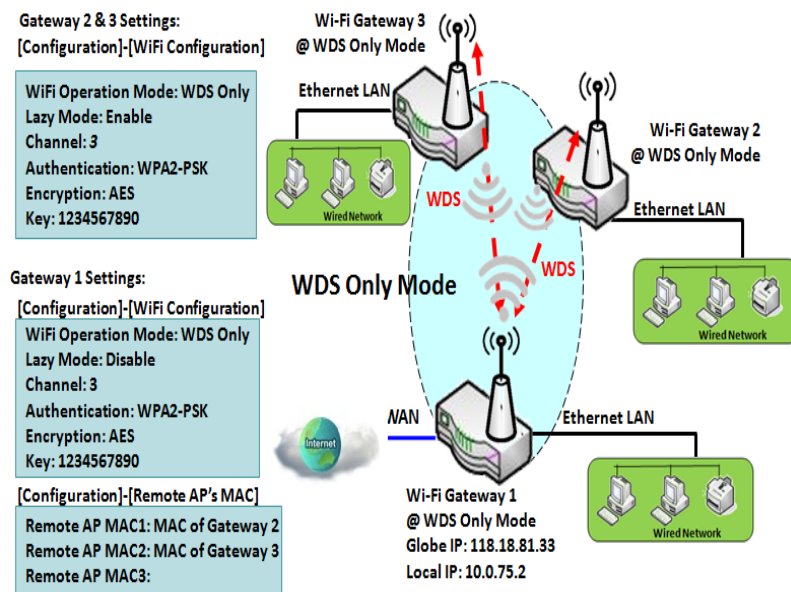 Gateway 2 & 3 Settings:
[Configuration]-[WiFi Configuration]
WiFi Operation Mode: WDS Only
Lazy Mode: Enable
Channel: 3
Authentication: WPA2-PSK
Encryption: AES
Key: 1234567890
Wi-Fi Gateway 3
@ WDS Only Mode
Ethernet LAN
Wired Network
Wi-Fi Gateway 2
@ WDS Only Mode
Ethernet LAN
Wired Network
WDS
WDS
WDS Only Mode
Gateway 1 Settings:
[Configuration]-[WiFi Configuration]
WiFi Operation Mode: WDS Only
Lazy Mode: Disable
Channel: 3
Authentication: WPA2-PSK
Encryption: AES
Key: 1234567890
[Configuration]-[Remote AP's MAC]
Remote AP MAC1: MAC of Gateway 2
Remote AP MAC2: MAC of Gateway 3
Remote AP MAC3:
Internet
WAN
Ethernet LAN
Wired Network
Wi-Fi Gateway 1
@ WDS Only Mode
Globe IP: 118.18.81.33
Local IP: 10.0.75.2